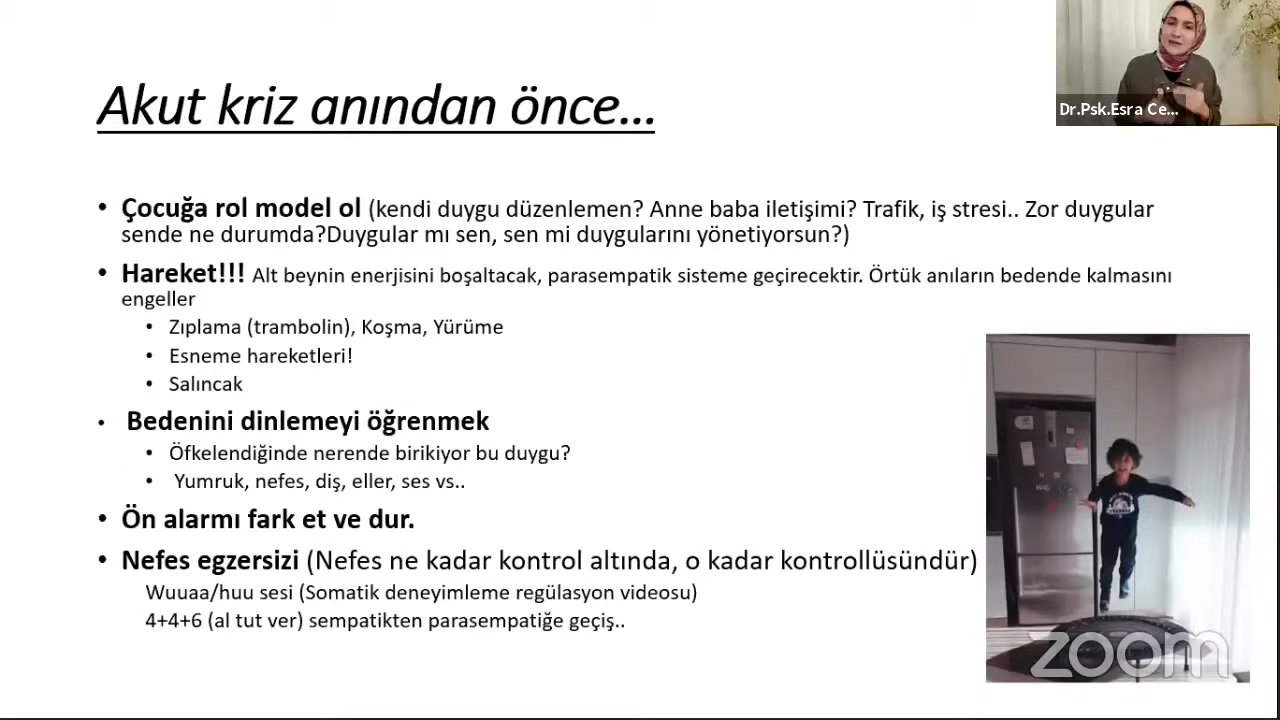 Akut kriz anından önce...
Dr.Psk.Esra Ce...
• Çocuğa rol model ol (kendi duygu düzenlemen? Anne baba iletişimi? Trafik, iş stresi.. Zor duygular
sende ne durumda?Duygular mı sen, sen mi duygularını yönetiyorsun?)
• Hareket!!! Alt beynin enerjisini boşaltacak, parasempatik sisteme geçirecektir. Örtük anıların bedende kalmasını
engeller
• Zıplama (trambolin), Koşma, Yürüme
• Esneme hareketleri!
• Salıncak
• Bedenini dinlemeyi öğrenmek
• Öfkelendiğinde nerende birikiyor bu duygu?
• Yumruk, nefes, diş, eller, ses vs..
• Ön alarmı fark et ve dur.
• Nefes egzersizi (Nefes ne kadar kontrol altında, o kadar kontrollüsündür)
Wuuaa/huu sesi (Somatik deneyimleme regülasyon videosu)
4+4+6 (al tut ver) sempatikten parasempatiğe geçiş..
zoom